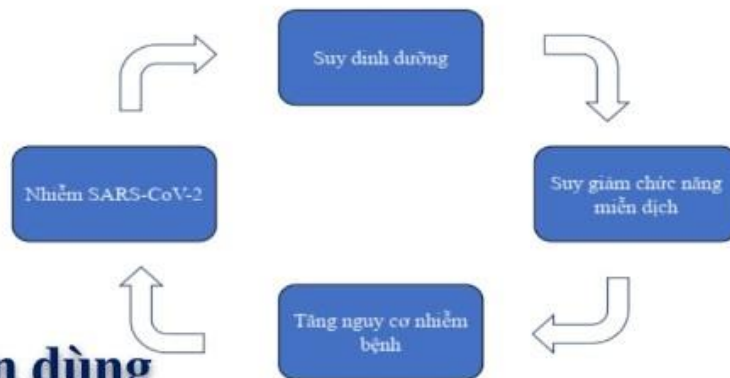 Suy dinh dưỡng
Suy giảm chức năng
miễn dịch
Tăng nguy cơ nhiễm
bệnh
Nhiễm SARS-CoV-2
dùng